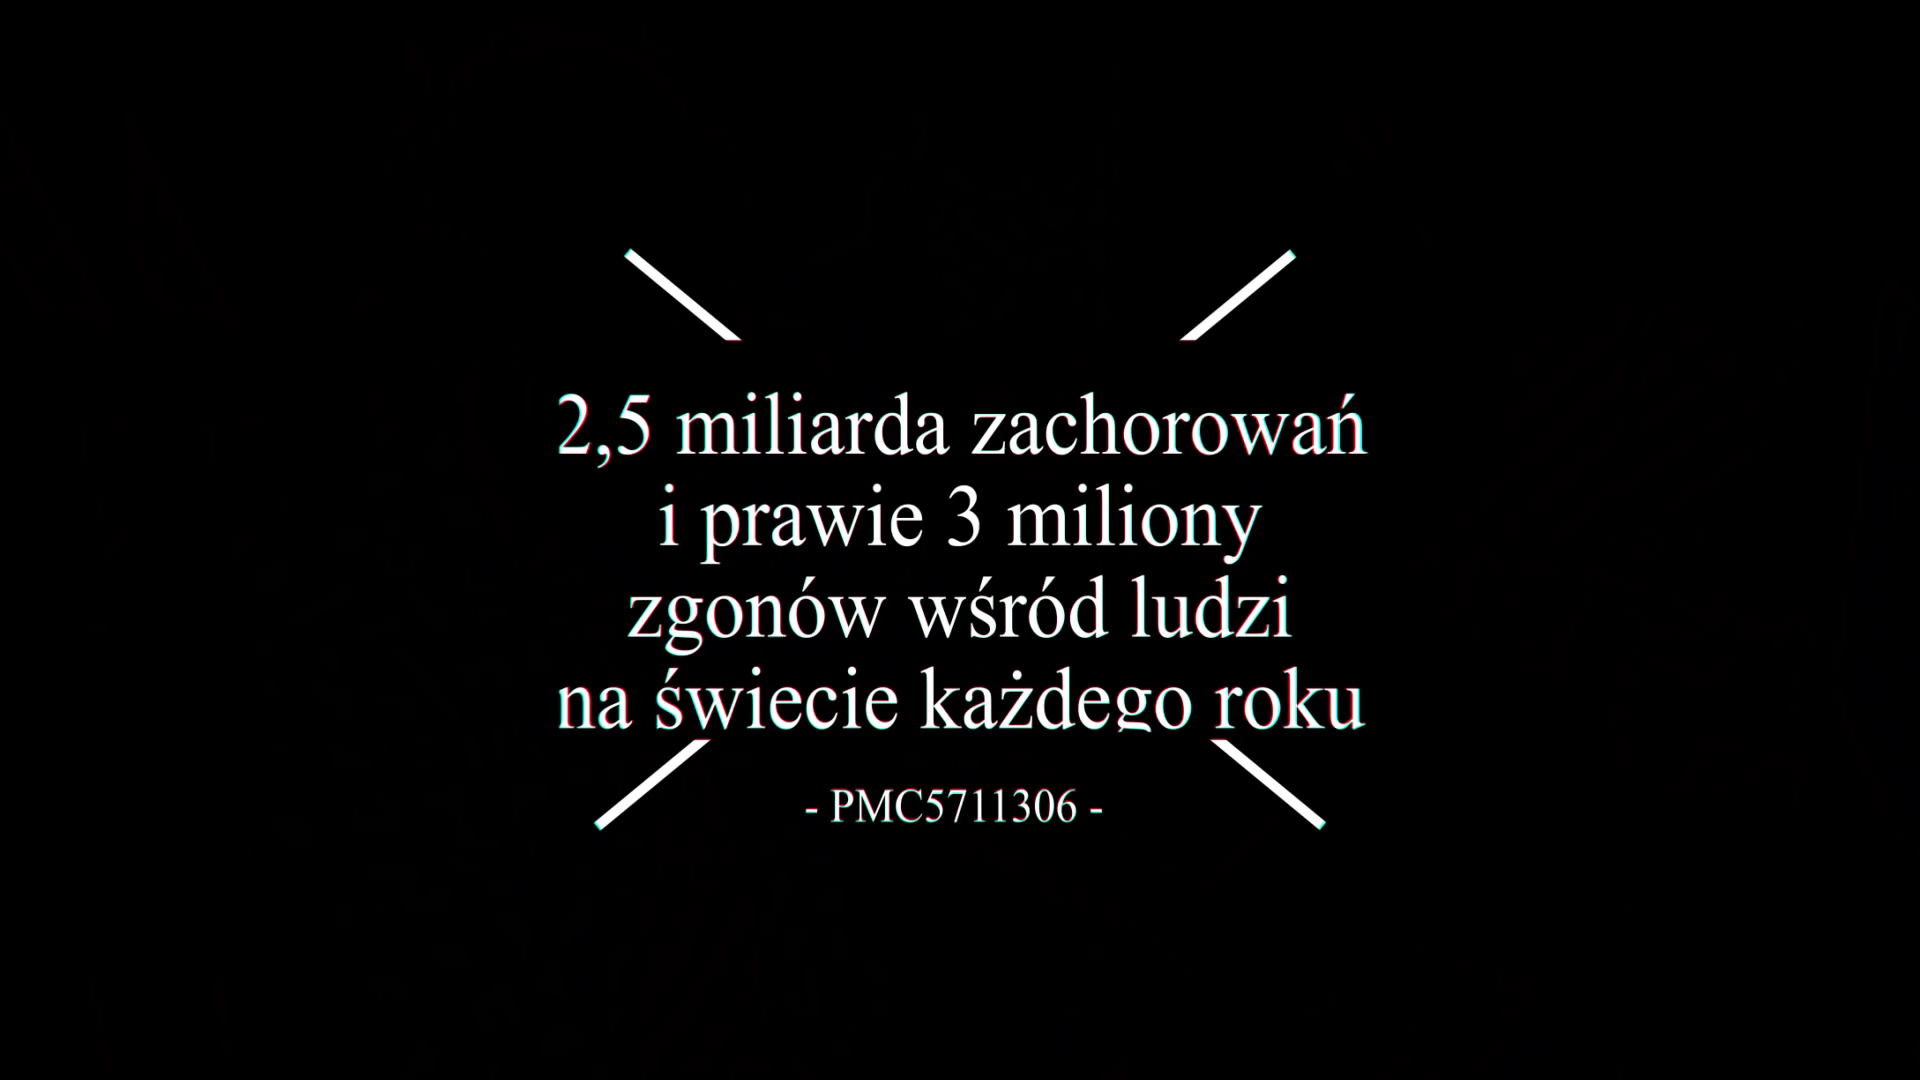 2,5 miliarda zachorowań
i prawie 3 miliony
zgonów wśród ludzi
na świecie każdego roku
- PMC5711306 -